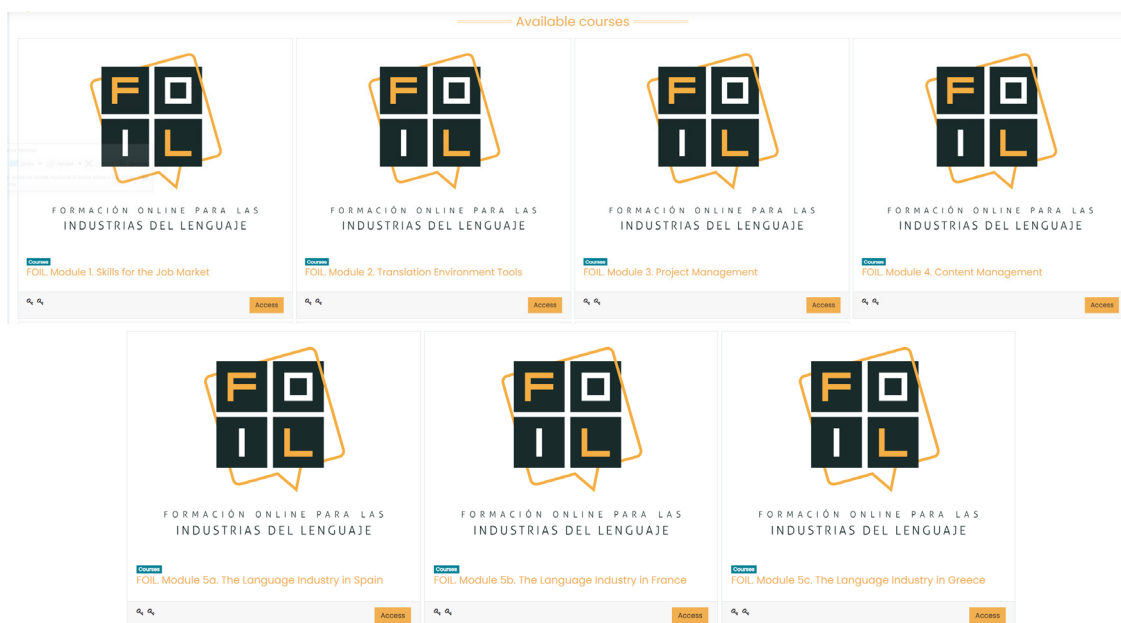 Available courses
F O
I L
FORMACIÓN ONLINE PARA LAS
INDUSTRIAS DEL LENGUAJE
Courses
FOIL. Module 1. Skills for the Job Market
Access
F O
I L
FORMACIÓN ONLINE PARA LAS
INDUSTRIAS DEL LENGUAJE
Courses
FOIL. Module 2. Translation Environment Tools
Access
F O
I L
FORMACIÓN ONLINE PARA LAS
INDUSTRIAS DEL LENGUAJE
Courses
FOIL. Module 3. Project Management
Access
F O
I L
FORMACIÓN ONLINE PARA LAS
INDUSTRIAS DEL LENGUAJE
Courses
FOIL. Module 4. Content Management
Access
F O
I L
FORMACIÓN ONLINE PARA LAS
INDUSTRIAS DEL LENGUAJE
Courses
FOIL. Module 5a. The Language Industry in Spain
Access
F O
I L
FORMACIÓN ONLINE PARA LAS
INDUSTRIAS DEL LENGUAJE
Courses
FOIL. Module 5b. The Language Industry in France
Access
F O
I L
FORMACIÓN ONLINE PARA LAS
INDUSTRIAS DEL LENGUAJE
Courses
FOIL. Module 5c. The Language Industry in Greece
Access